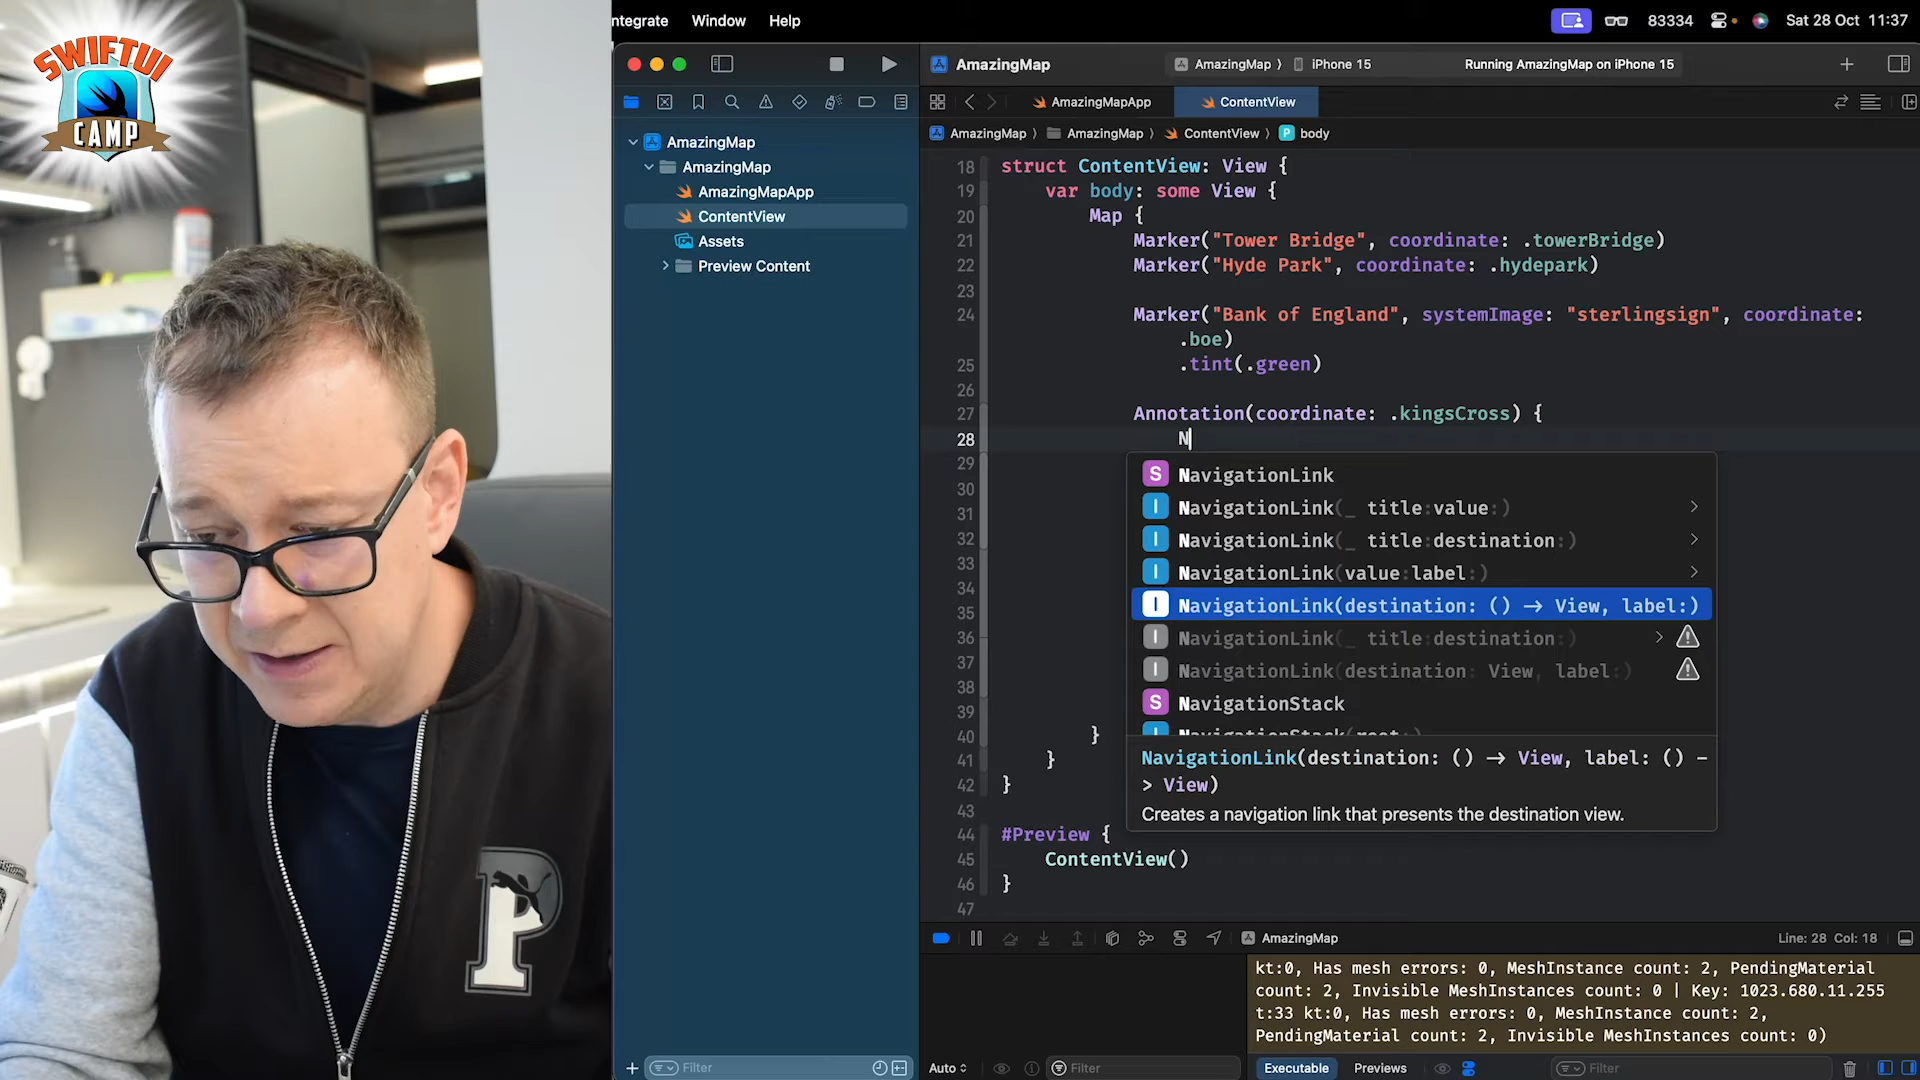 SWIFTUI
CAMP
ntegrate Window Help
83334 Sat 28 Oct 11:37
AmazingMap
AmazingMap
AmazingMapApp
ContentView
Assets
Preview Content
Filter
AmazingMap AmazingMap 〉 iPhone 15 Running AmazingMap on iPhone 15
AmazingMapApp ContentView
AmazingMap 〉 AmazingMap 〉 ContentView 〉 P body
18 struct ContentView: View {
19 var body: some View {
20 Map {
21 Marker("Tower Bridge", coordinate: .towerBridge)
22 Marker("Hyde Park", coordinate: .hydepark)
23
24 Marker("Bank of England", systemImage: "sterlingsign", coordinate:
.boe)
25 .tint(.green)
26
27 Annotation(coordinate: .kingsCross) {
28 N
29
30
31
32
33
34
35
36
37
38
39
40 }
41 }
42 }
43
44 #Preview {
45 ContentView()
46 }
47
S NavigationLink
I NavigationLink(_ title:value:)
I NavigationLink(_ title:destination:)
I NavigationLink(value:label:)
I NavigationLink(destination: () → View, label:)
I NavigationLink(_ title:destination:)
I NavigationLink(destination: View, label:)
S NavigationStack
I NavigationStack(root:)
NavigationLink(destination: () → View, label: () –
> View)
Creates a navigation link that presents the destination view.
AmazingMap Line: 28 Col: 18
kt:0, Has mesh errors: 0, MeshInstance count: 2, PendingMaterial
count: 2, Invisible MeshInstances count: 0 | Key: 1023.680.11.255
t:33 kt:0, Has mesh errors: 0, MeshInstance count: 2,
PendingMaterial count: 2, Invisible MeshInstances count: 0)
Auto Filter Executable Previews Filter
P